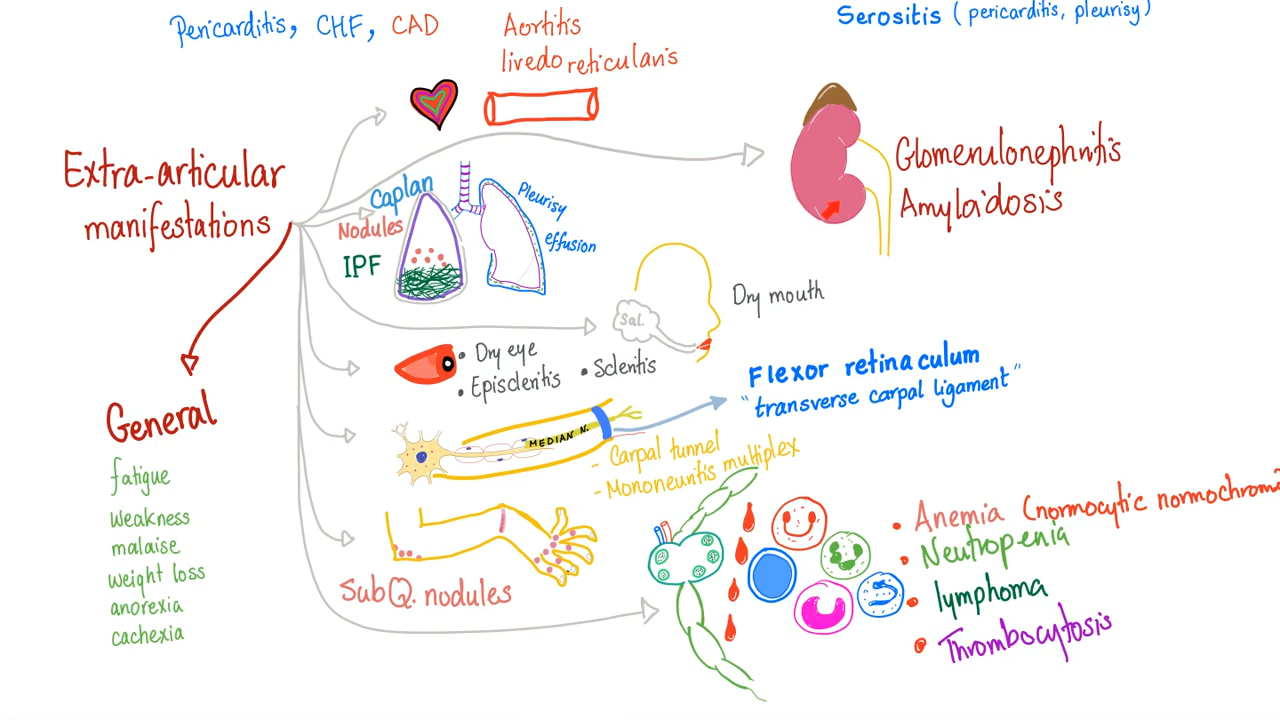 Pericarditis, CHF, CAD
Aortitis
livedo reticularis
Serositis (pericarditis, pleurisy)
Extra-articular
manifestations
Caplan
Nodules
IPF
Pleurisy
effusion
Glomerulonephritis
Amyloidosis
Sal.
Dry mouth
• Dry eye
• Episcleritis
• Scleritis
Flexor retinaculum
"transverse carpal ligament"
MEDIAN N.
- Carpal tunnel
- Mononeuritis multiplex
General
fatigue
weakness
malaise
weight loss
anorexia
cachexia
SubQ. nodules
• Anemia (normocytic normochromic
• Neutropenia
• lymphoma
• Thrombocytosis